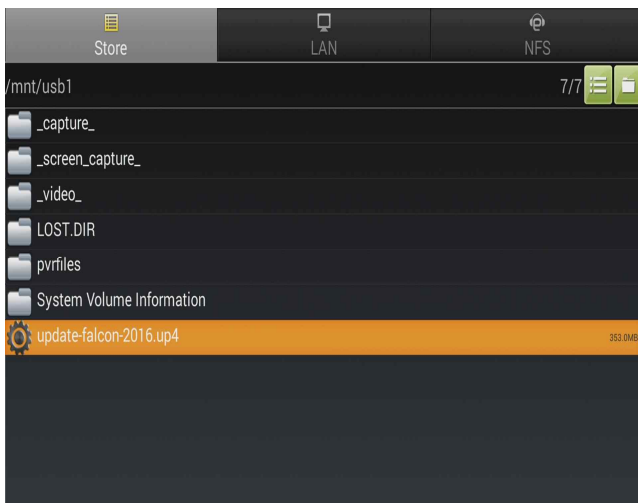 Store
LAN
NFS
/mnt/usb1
7/7
_capture_
_screen_capture_
_video_
LOST.DIR
pvrfiles
System Volume Information
update-falcon-2016.up4
353.0MB